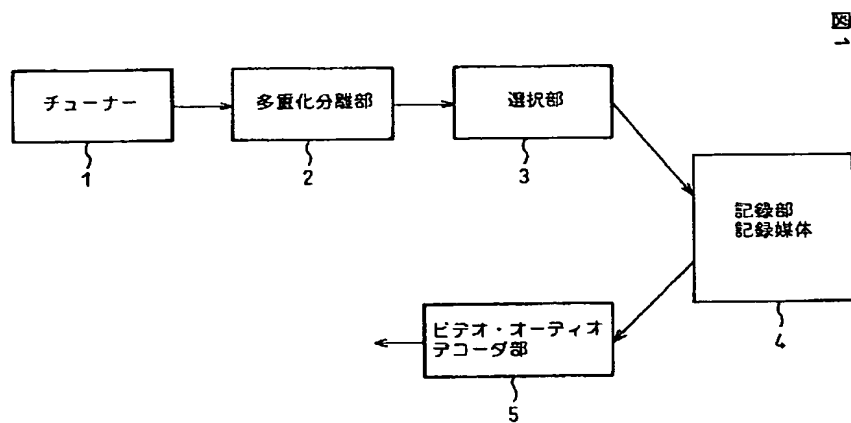 図1
チューナー
1
多重化分離部
2
選択部
3
記録部
記録媒体
4
ビデオ・オーディオ
デコーダ部
5